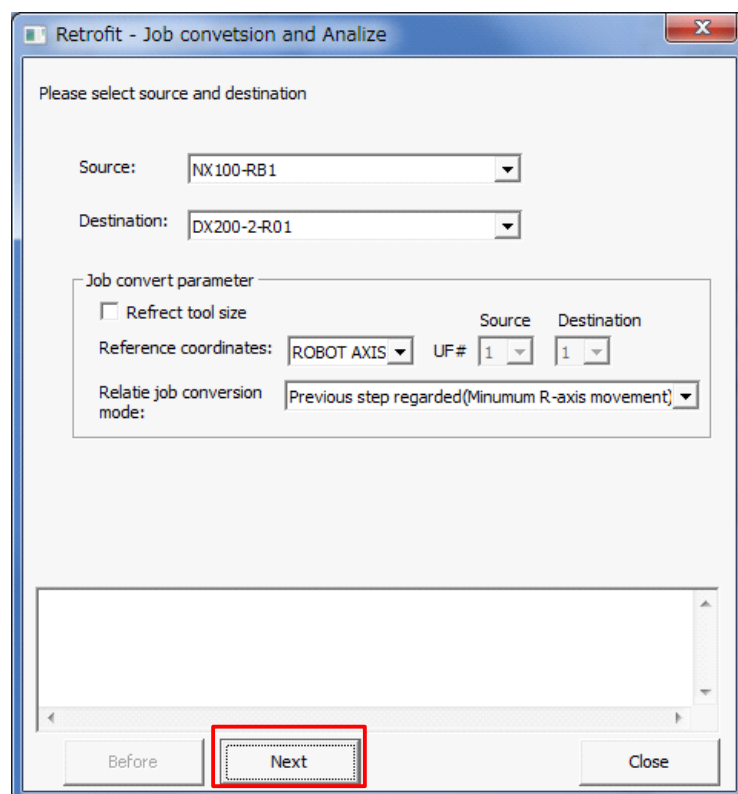 Retrofit - Job convetsion and Analize
x
Please select source and destination
Source: NX100-RB1
Destination: DX200-2-R01
Job convert parameter
Refrect tool size
Source Destination
Reference coordinates: ROBOT AXIS UF# 1 1
Relatie job conversion mode: Previous step regarded(Minumum R-axis movement)
Before Next Close